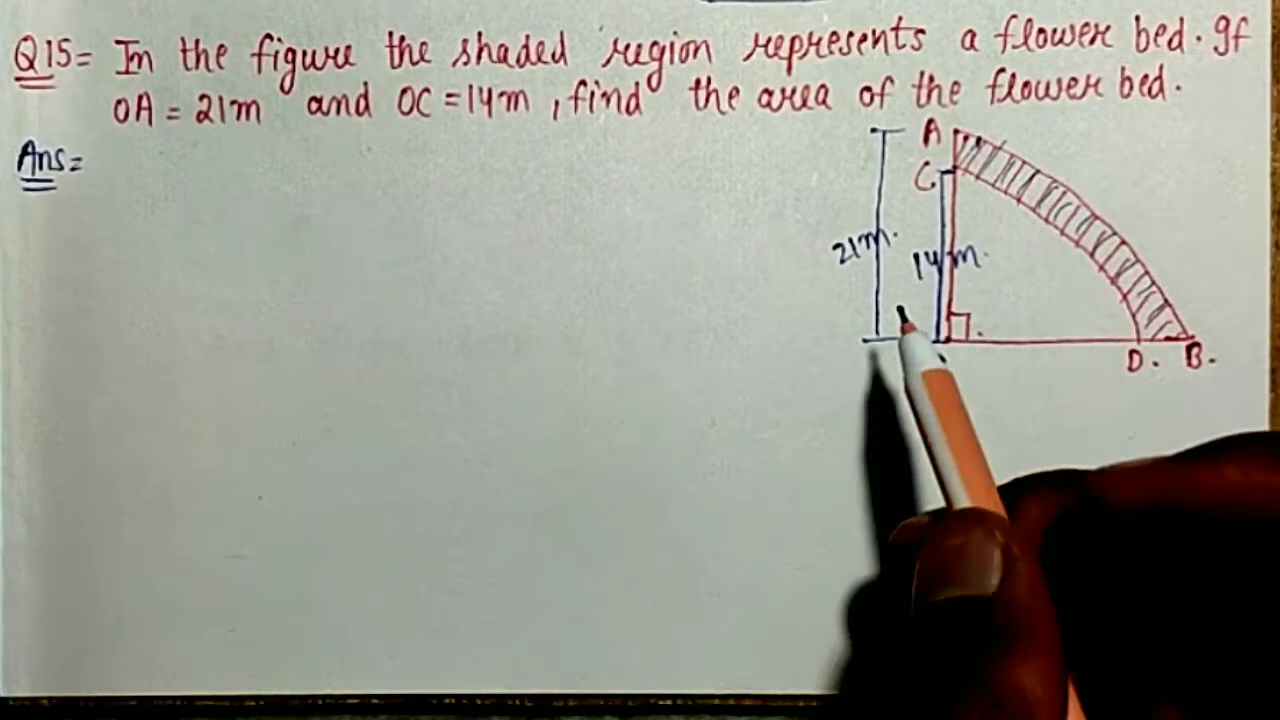 Q15= In the figure the shaded region represents a flower bed. If
OA = 21m and OC = 14m, find the area of the flower bed.
Ans=
A
C
21m.
14m.
D. B.